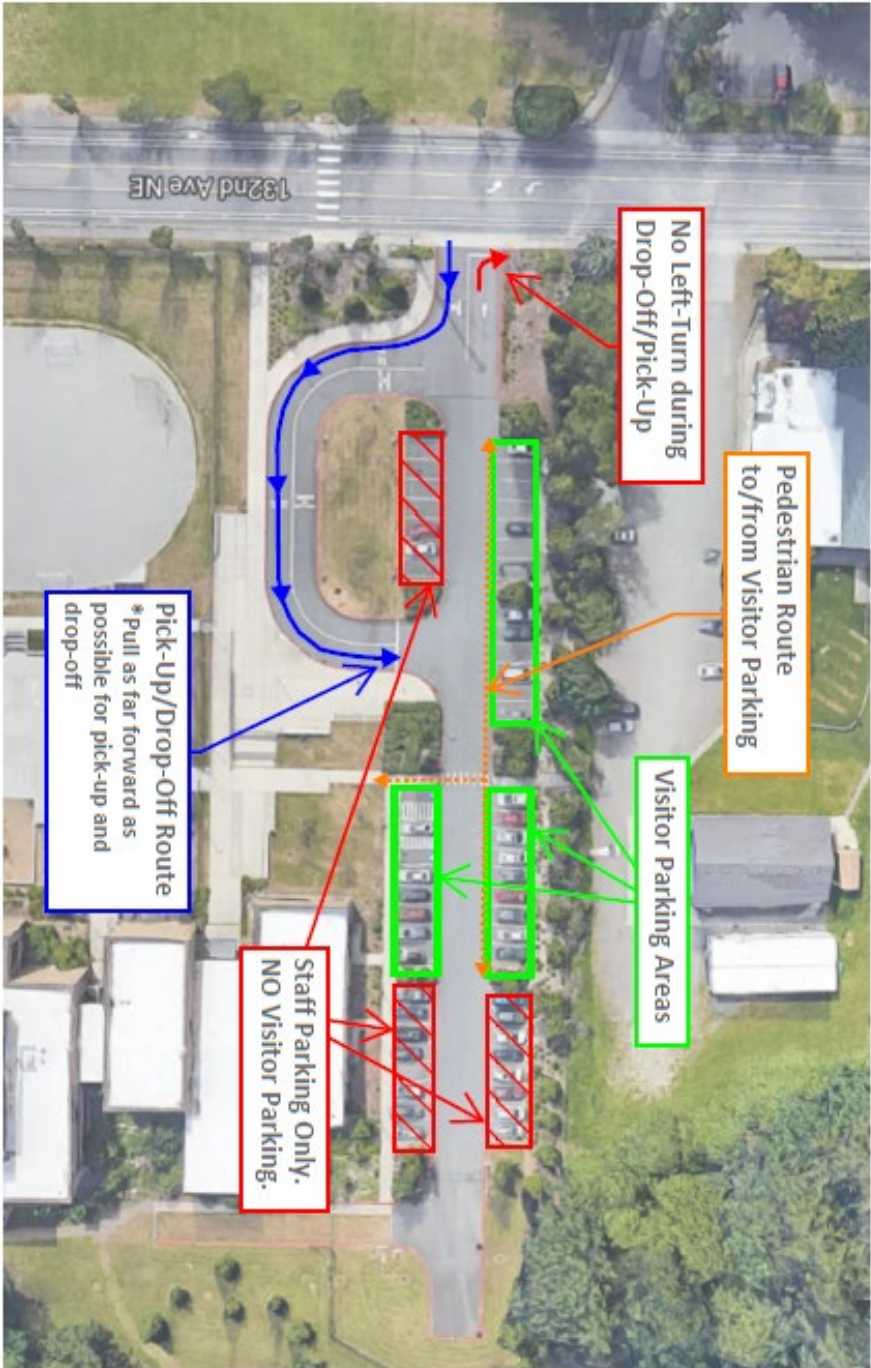 132nd Ave NE
No Left-Turn during
Drop-Off/Pick-Up
Pedestrian Route
to/from Visitor Parking
Visitor Parking Areas
Pick-Up/Drop-Off Route
*Pull as far forward as
possible for pick-up and
drop-off
Staff Parking Only.
NO Visitor Parking.